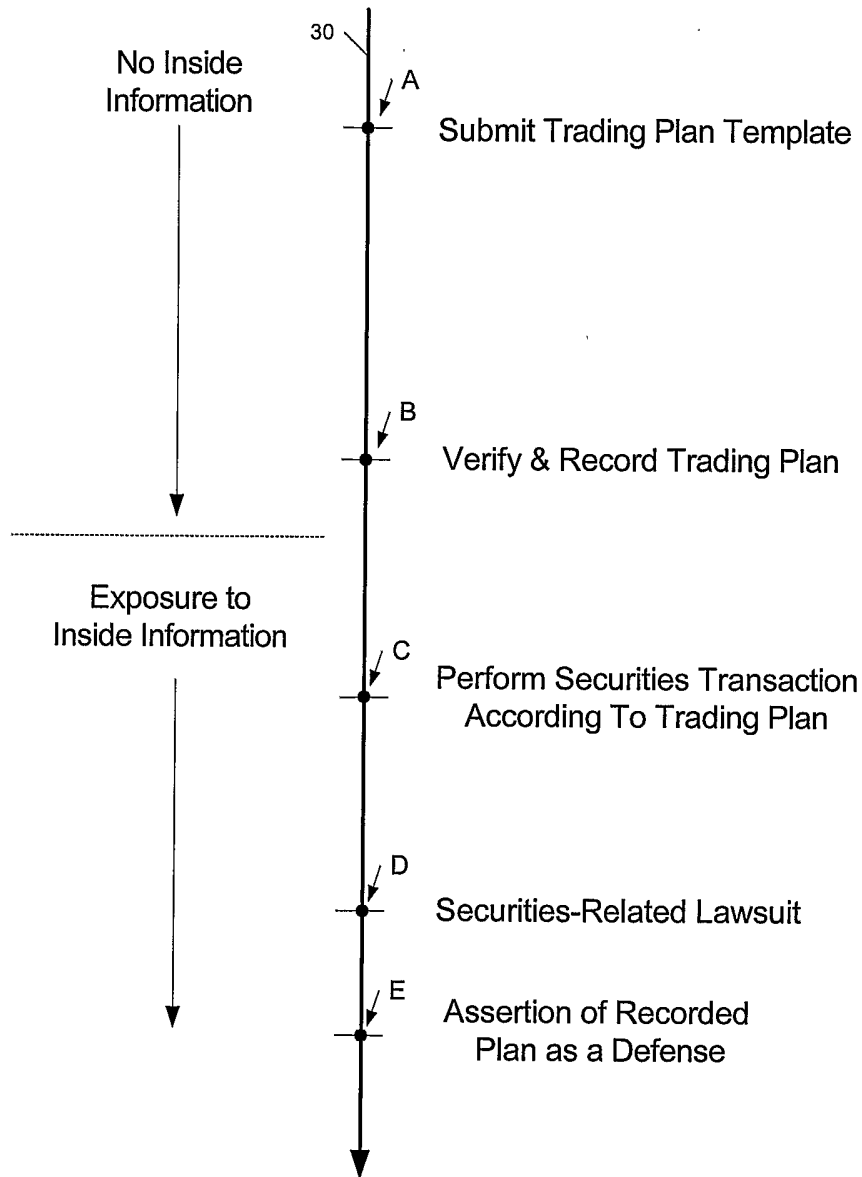 30
No Inside
Information
A
Submit Trading Plan Template
B
Verify & Record Trading Plan
Exposure to
Inside Information
C
Perform Securities Transaction
According To Trading Plan
D
Securities-Related Lawsuit
E
Assertion of Recorded
Plan as a Defense